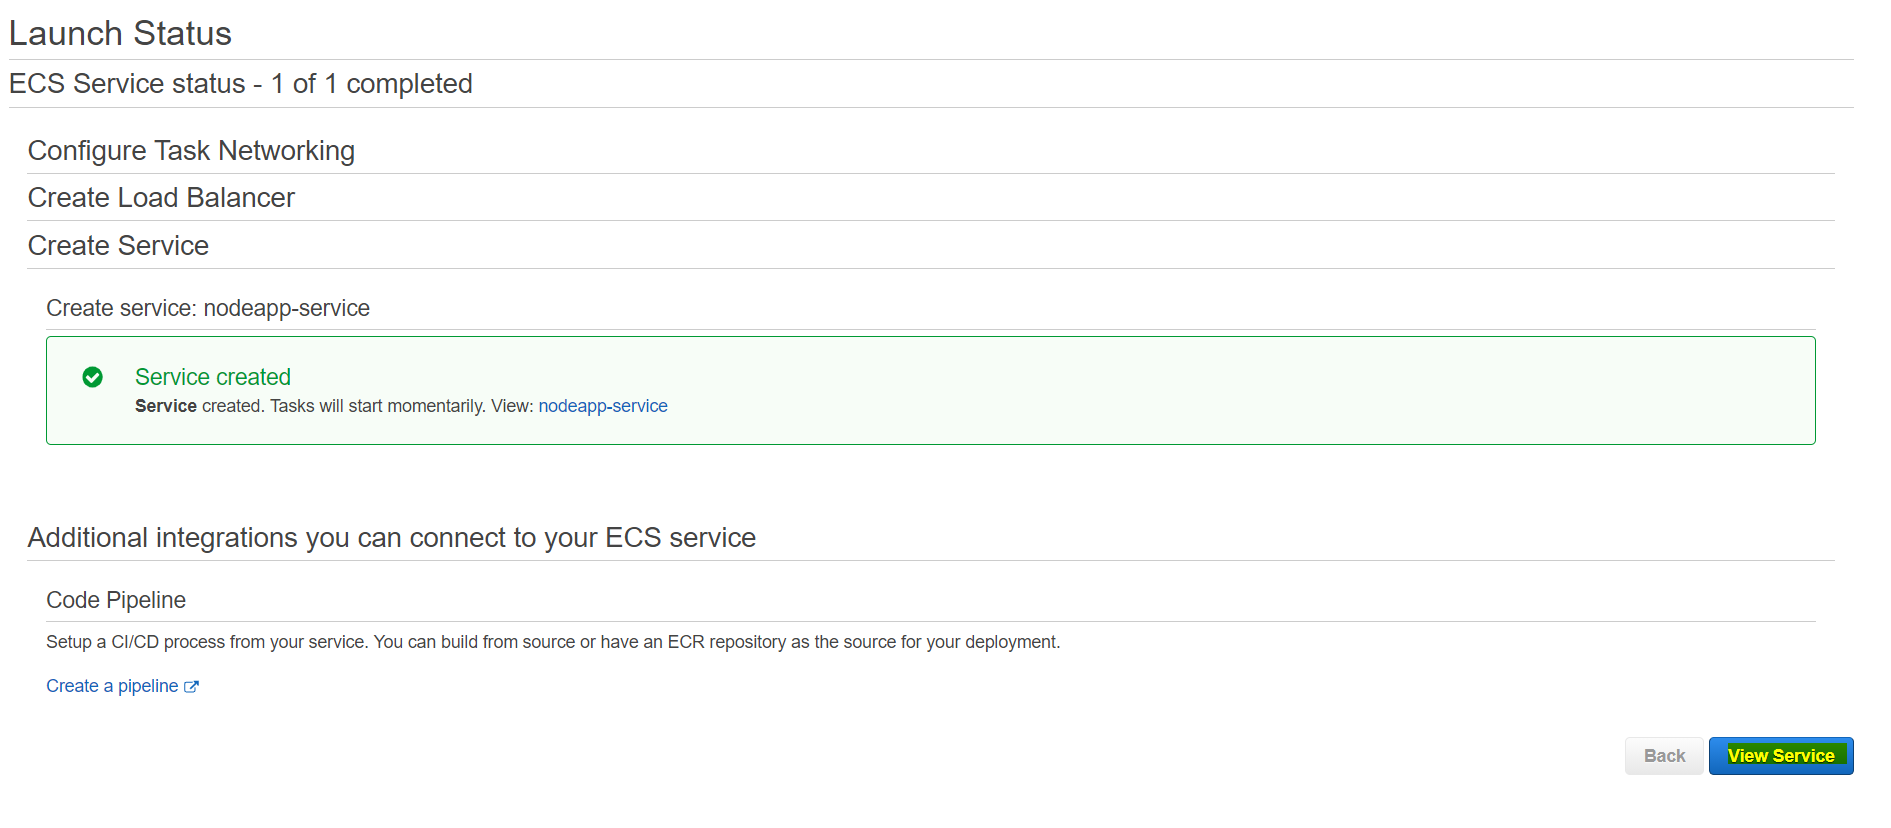 Launch Status
ECS Service status - 1 of 1 completed
Configure Task Networking
Create Load Balancer
Create Service
Create service: nodeapp-service
Service created
Service created. Tasks will start momentarily. View: nodeapp-service
Additional integrations you can connect to your ECS service
Code Pipeline
Setup a CI/CD process from your service. You can build from source or have an ECR repository as the source for your deployment.
Create a pipeline
Back View Service